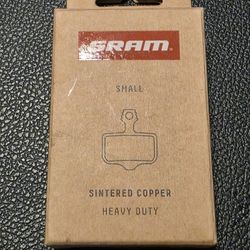 SRAM
SMALL
SINTERED COPPER
HEAVY DUTY